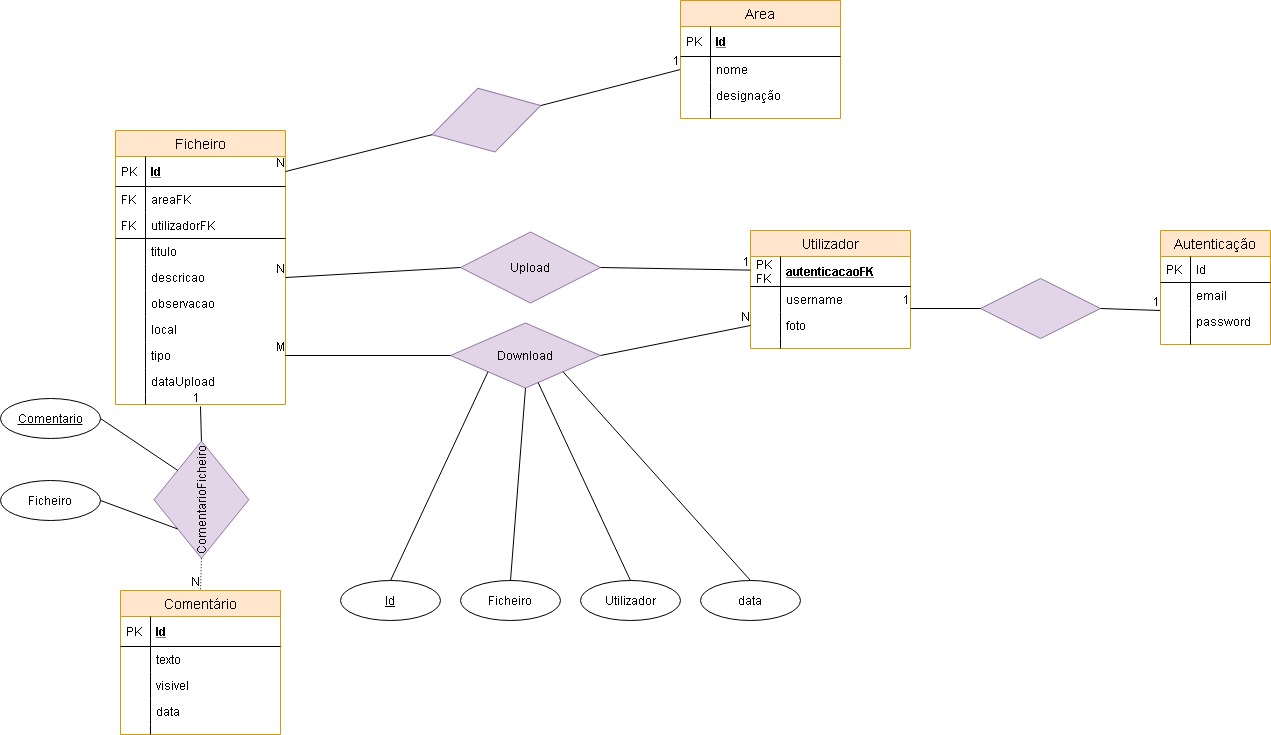 Area
PK Id
nome
designação
1
Ficheiro
PK Id
N
FK areaFK
FK utilizadorFK
titulo
descricao
observacao
local
tipo
dataUpload
N
M
1
Upload
1
Utilizador
PK
FK
autenticacaoFK
username
foto
1
N
Autenticação
PK Id
email
password
1
Download
Comentario
Ficheiro
ComentarioFicheiro
N
Id
Ficheiro
Utilizador
data
Comentário
PK Id
texto
visivel
data